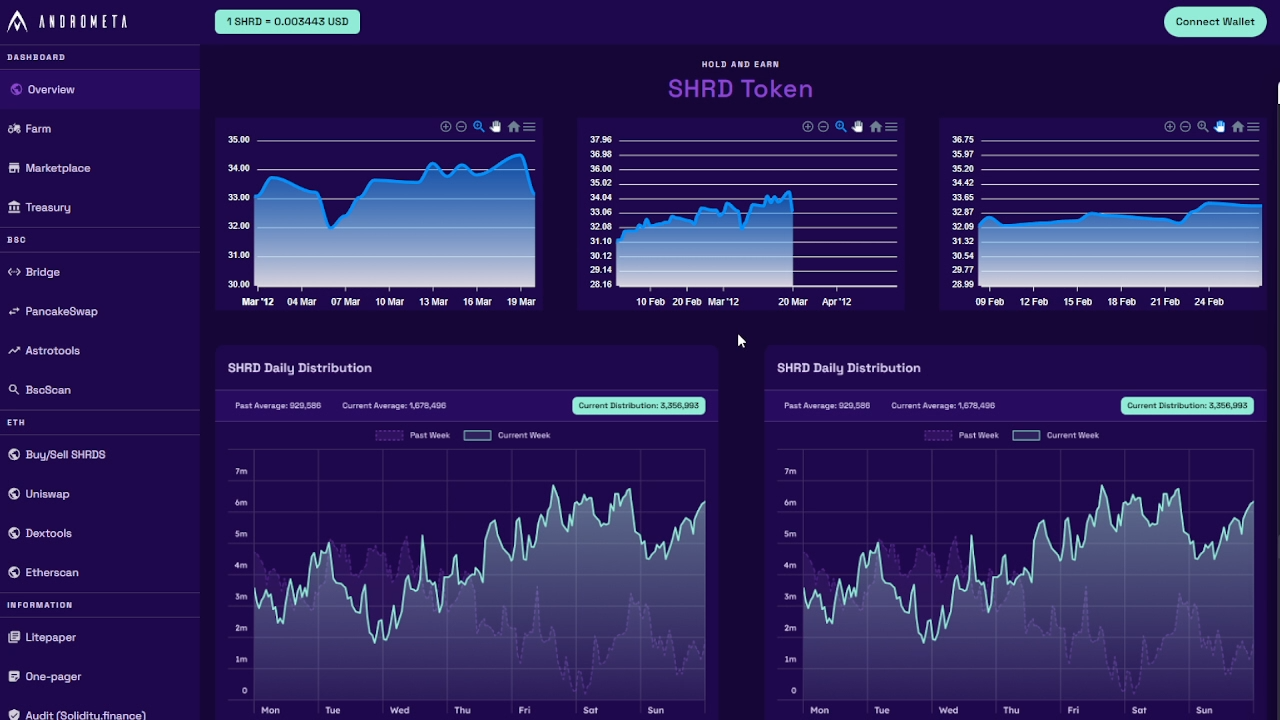 ANDROMETA
1 SHRD = 0.003443 USD
Connect Wallet
DASHBOARD
Overview
Farm
Marketplace
Treasury
BSC
Bridge
PancakeSwap
Astrotools
BscScan
ETH
Buy/Sell SHRDS
Uniswap
Dextools
Etherscan
INFORMATION
Litepaper
One-pager
Audit (Solidity.finance)
HOLD AND EARN
SHRD Token
35.00
34.00
33.00
32.00
31.00
30.00
Mar '12 04 Mar 07 Mar 10 Mar 13 Mar 16 Mar 19 Mar
37.96
36.98
36.00
35.02
34.04
33.06
32.08
31.10
30.12
29.14
28.16
10 Feb 20 Feb Mar '12 20 Mar Apr '12
36.75
35.97
35.20
34.42
33.65
32.87
32.09
31.32
30.54
29.77
28.99
09 Feb 12 Feb 15 Feb 18 Feb 21 Feb 24 Feb
SHRD Daily Distribution
Past Average: 929,586 Current Average: 1,678,496 Current Distribution: 3,356,993
Past Week Current Week
7m
6m
5m
4m
3m
2m
1m
0
Mon Tue Wed Thu Fri Sat Sun
SHRD Daily Distribution
Past Average: 929,586 Current Average: 1,678,496 Current Distribution: 3,356,993
Past Week Current Week
7m
6m
5m
4m
3m
2m
1m
0
Mon Tue Wed Thu Fri Sat Sun